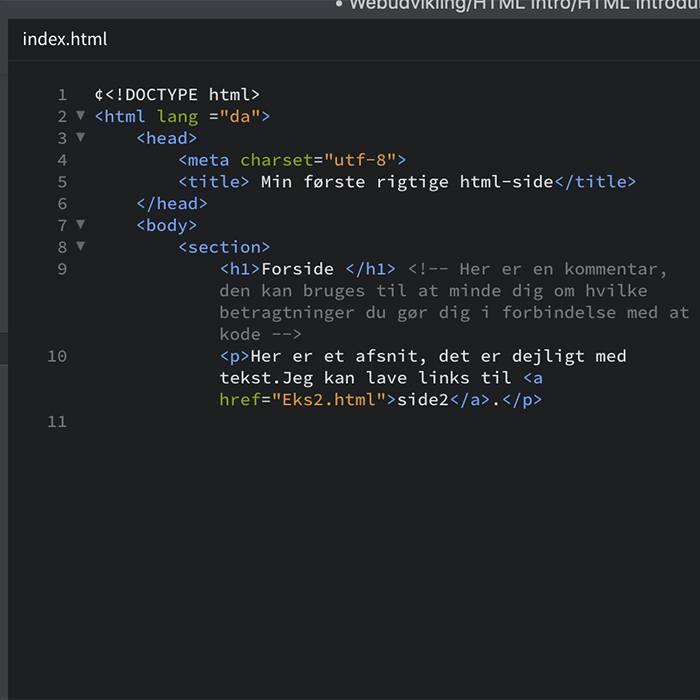 • Webudvikling/HTML Intro/HTML Introdu
index.html
1 ¢<!DOCTYPE html>
2 ▼ <html lang ="da">
3 ▼ <head>
4 <meta charset="utf-8">
5 <title> Min første rigtige html-side</title>
6 </head>
7 ▼ <body>
8 ▼ <section>
9 <h1>Forside </h1> <!-- Her er en kommentar,
den kan bruges til at minde dig om hvilke
betragtninger du gør dig i forbindelse med at
kode -->
10 <p>Her er et afsnit, det er dejligt med
tekst.Jeg kan lave links til <a
href="Eks2.html">side2</a>.</p>
11